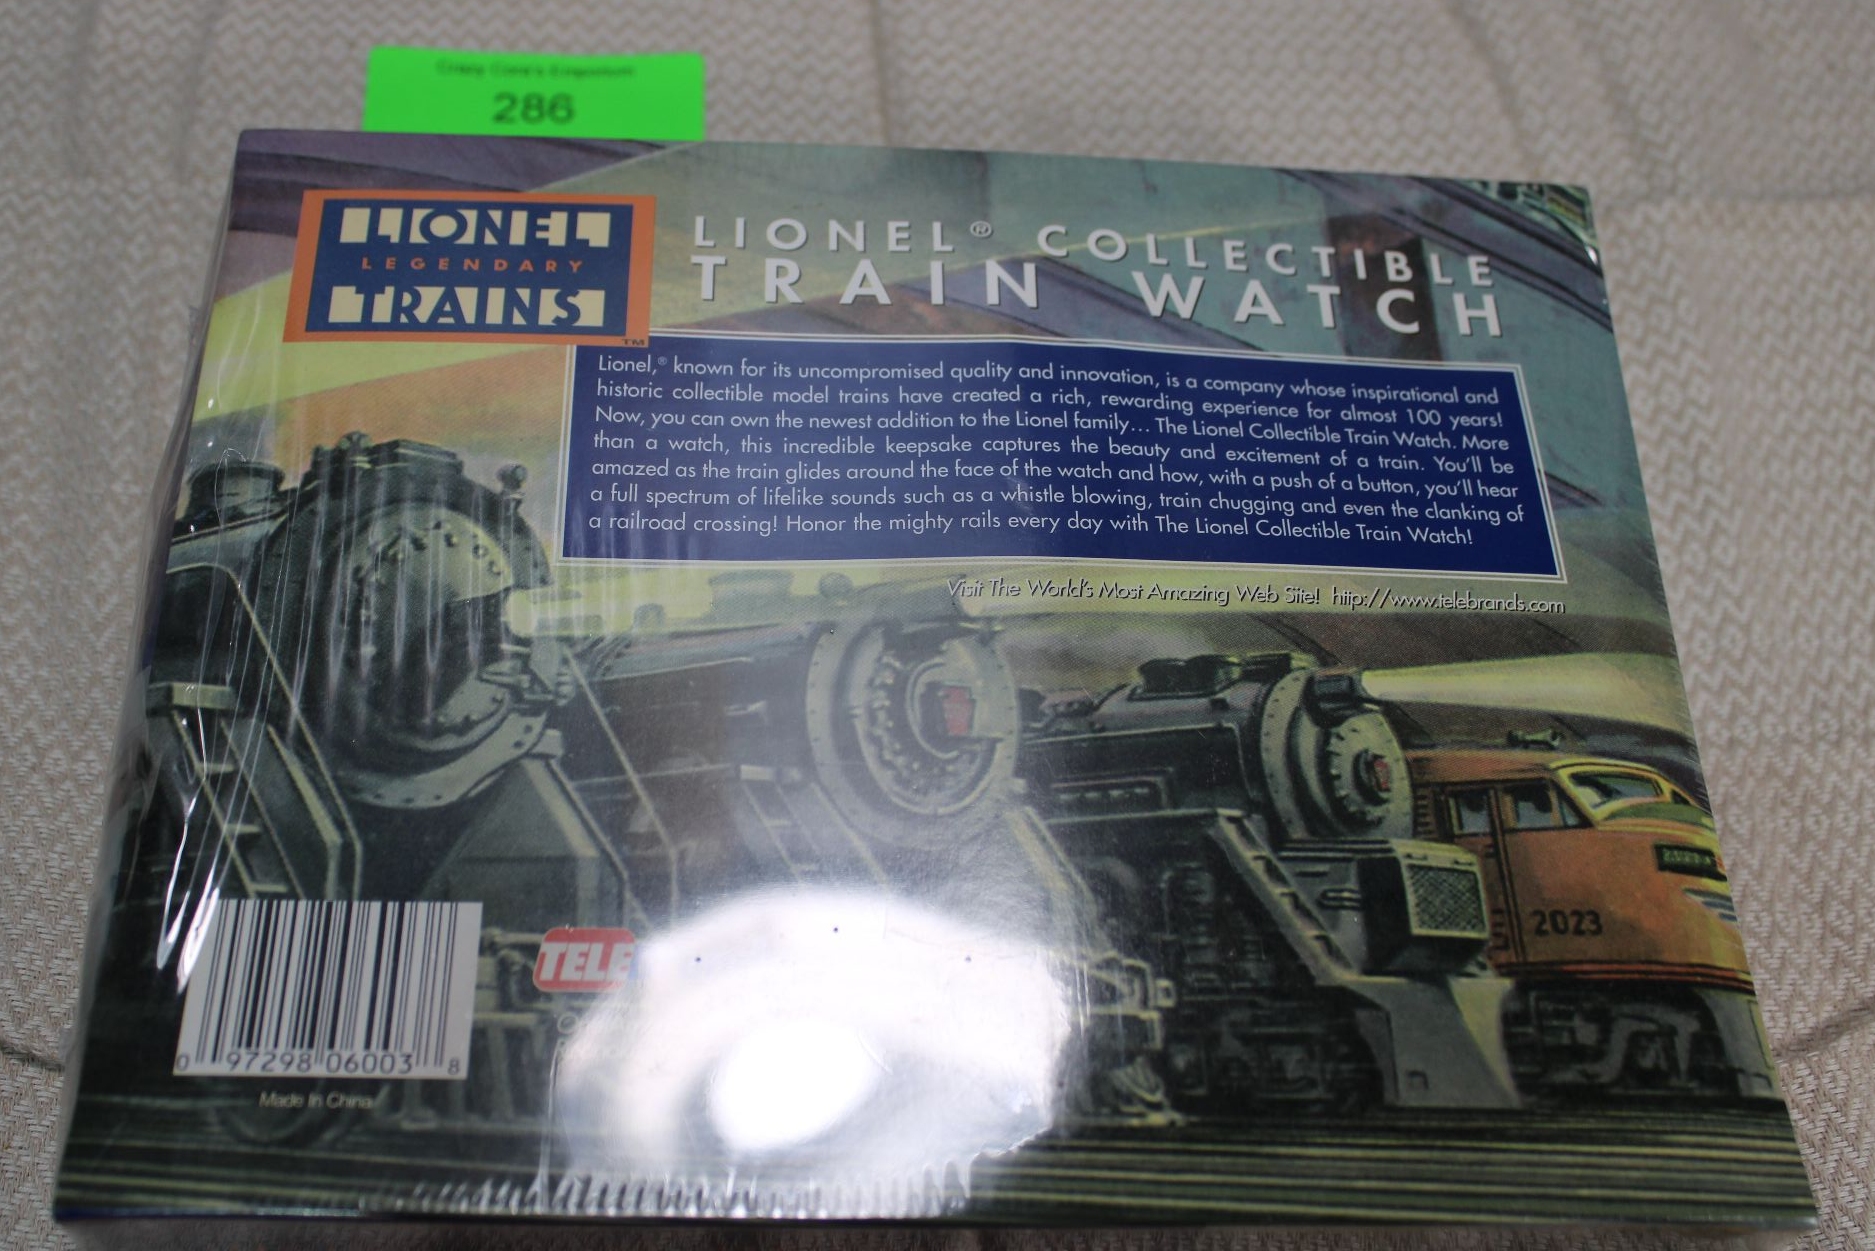 Crazy Cora's Emporium
286
LIONEL
LEGENDARY
TRAINS
TM
LIONEL® COLLECTIBLE
TRAIN WATCH
Lionel,® known for its uncompromised quality and innovation, is a company whose inspirational and
historic collectible model trains have created a rich, rewarding experience for almost 100 years!
Now, you can own the newest addition to the Lionel family... The Lionel Collectible Train Watch. More
than a watch, this incredible keepsake captures the beauty and excitement of a train. You'll be
amazed as the train glides around the face of the watch and how, with a push of a button, you'll hear
a full spectrum of lifelike sounds such as a whistle blowing, train chugging and even the clanking of
a railroad crossing! Honor the mighty rails every day with The Lionel Collectible Train Watch!
Visit The World's Most Amazing Web Site! http://www.telebrands.com
2023
TELE
0 97298 06003 8
Made In China